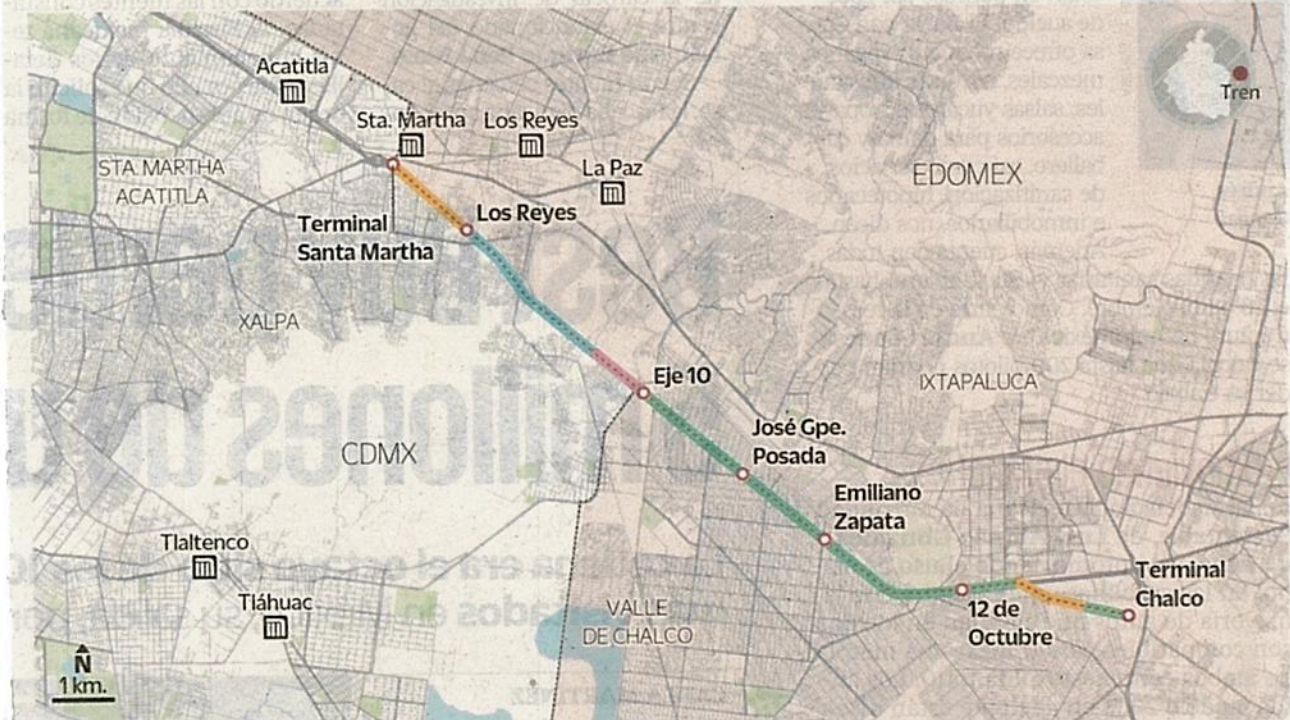 Acatitla
Sta. Martha
Los Reyes
La Paz
Tren
EDOMEX
STA. MARTHA
ACATITLA
Terminal
Santa Martha
Los Reyes
XALPA
Eje 10
IXTAPALUCA
José Gpe.
Posada
CDMX
Emiliano
Zapata
Tlaltenco
Tláhuac
VALLE
DE CHALCO
12 de
Octubre
Terminal
Chalco
N
1 km.